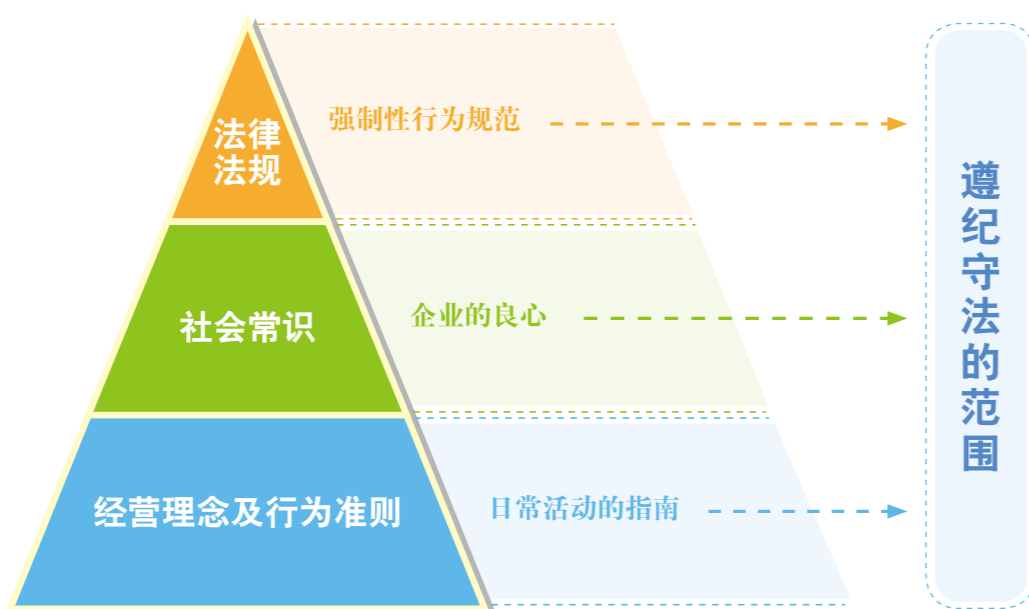 法律
法规
强制性行为规范
社会常识
企业的良心
经营理念及行为准则
日常活动的指南
遵纪守法的范围